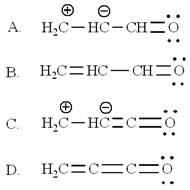 A. H₂C⊕—HC⊖—CH=Ö:
B. H₂C=HC—CH=Ö:
C. H₂C⊕—HC⊖=C=Ö:
D. H₂C=C=C=Ö: